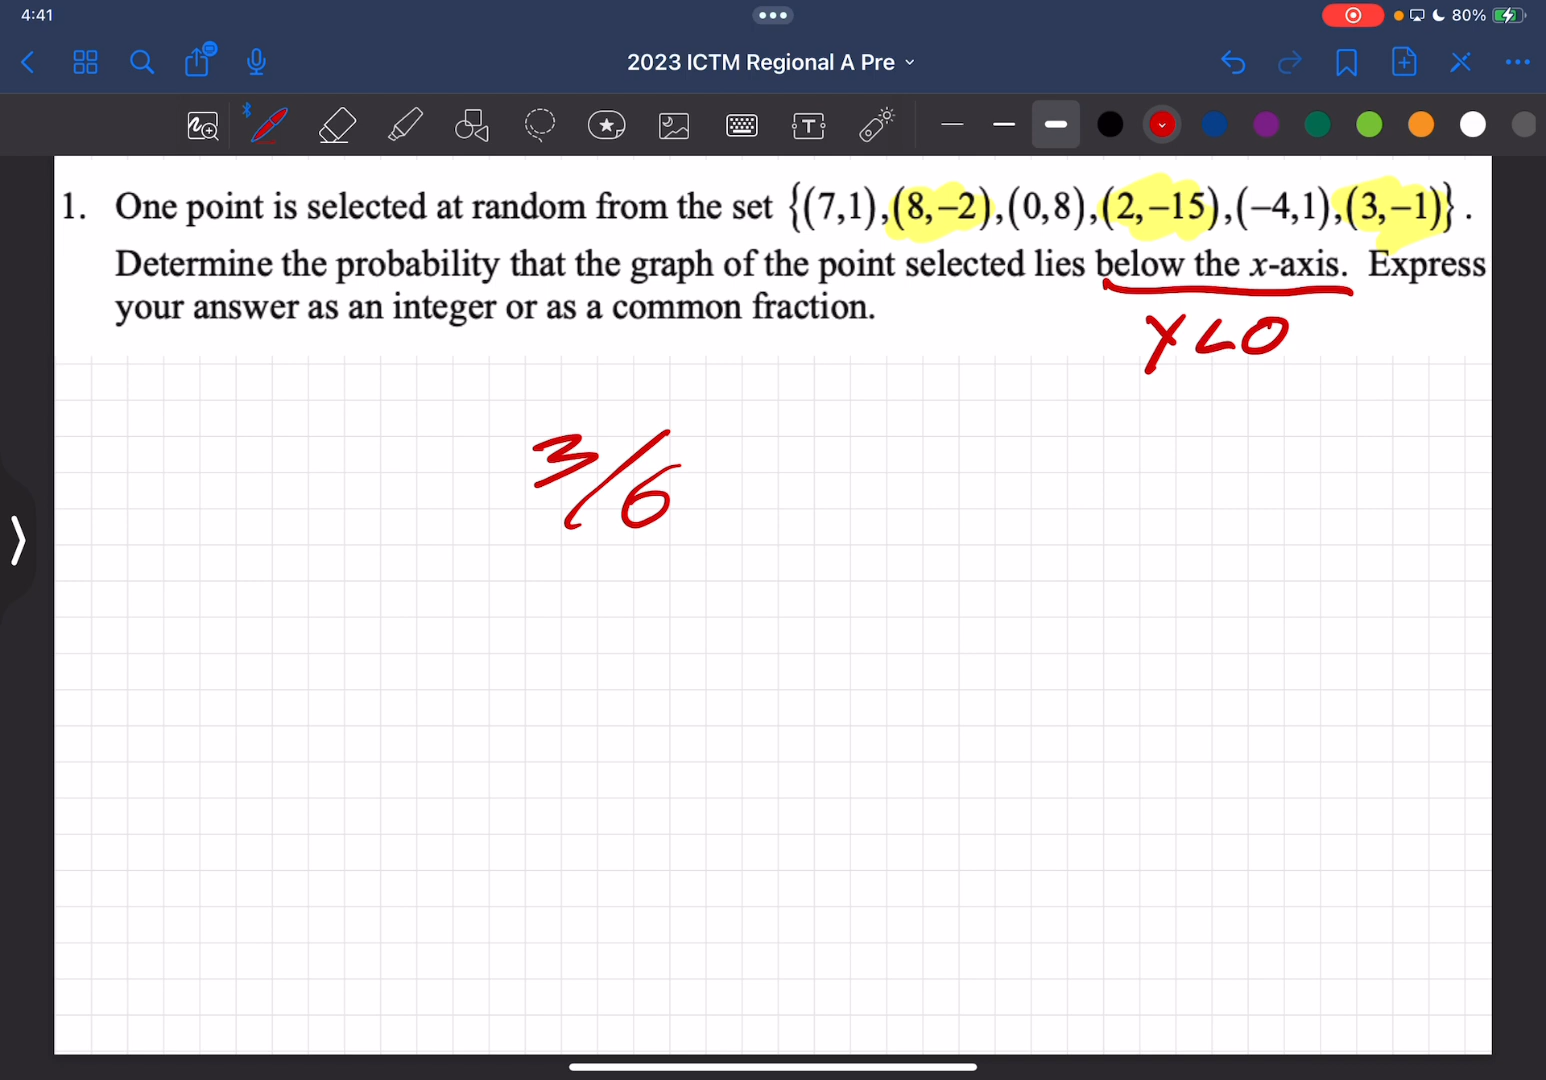 4:41
80%
2023 ICTM Regional A Pre
T
1. One point is selected at random from the set {(7,1),(8,−2),(0,8),(2,−15),(−4,1),(3,−1)}.
Determine the probability that the graph of the point selected lies below the x-axis. Express
your answer as an integer or as a common fraction.
y<0
3/6